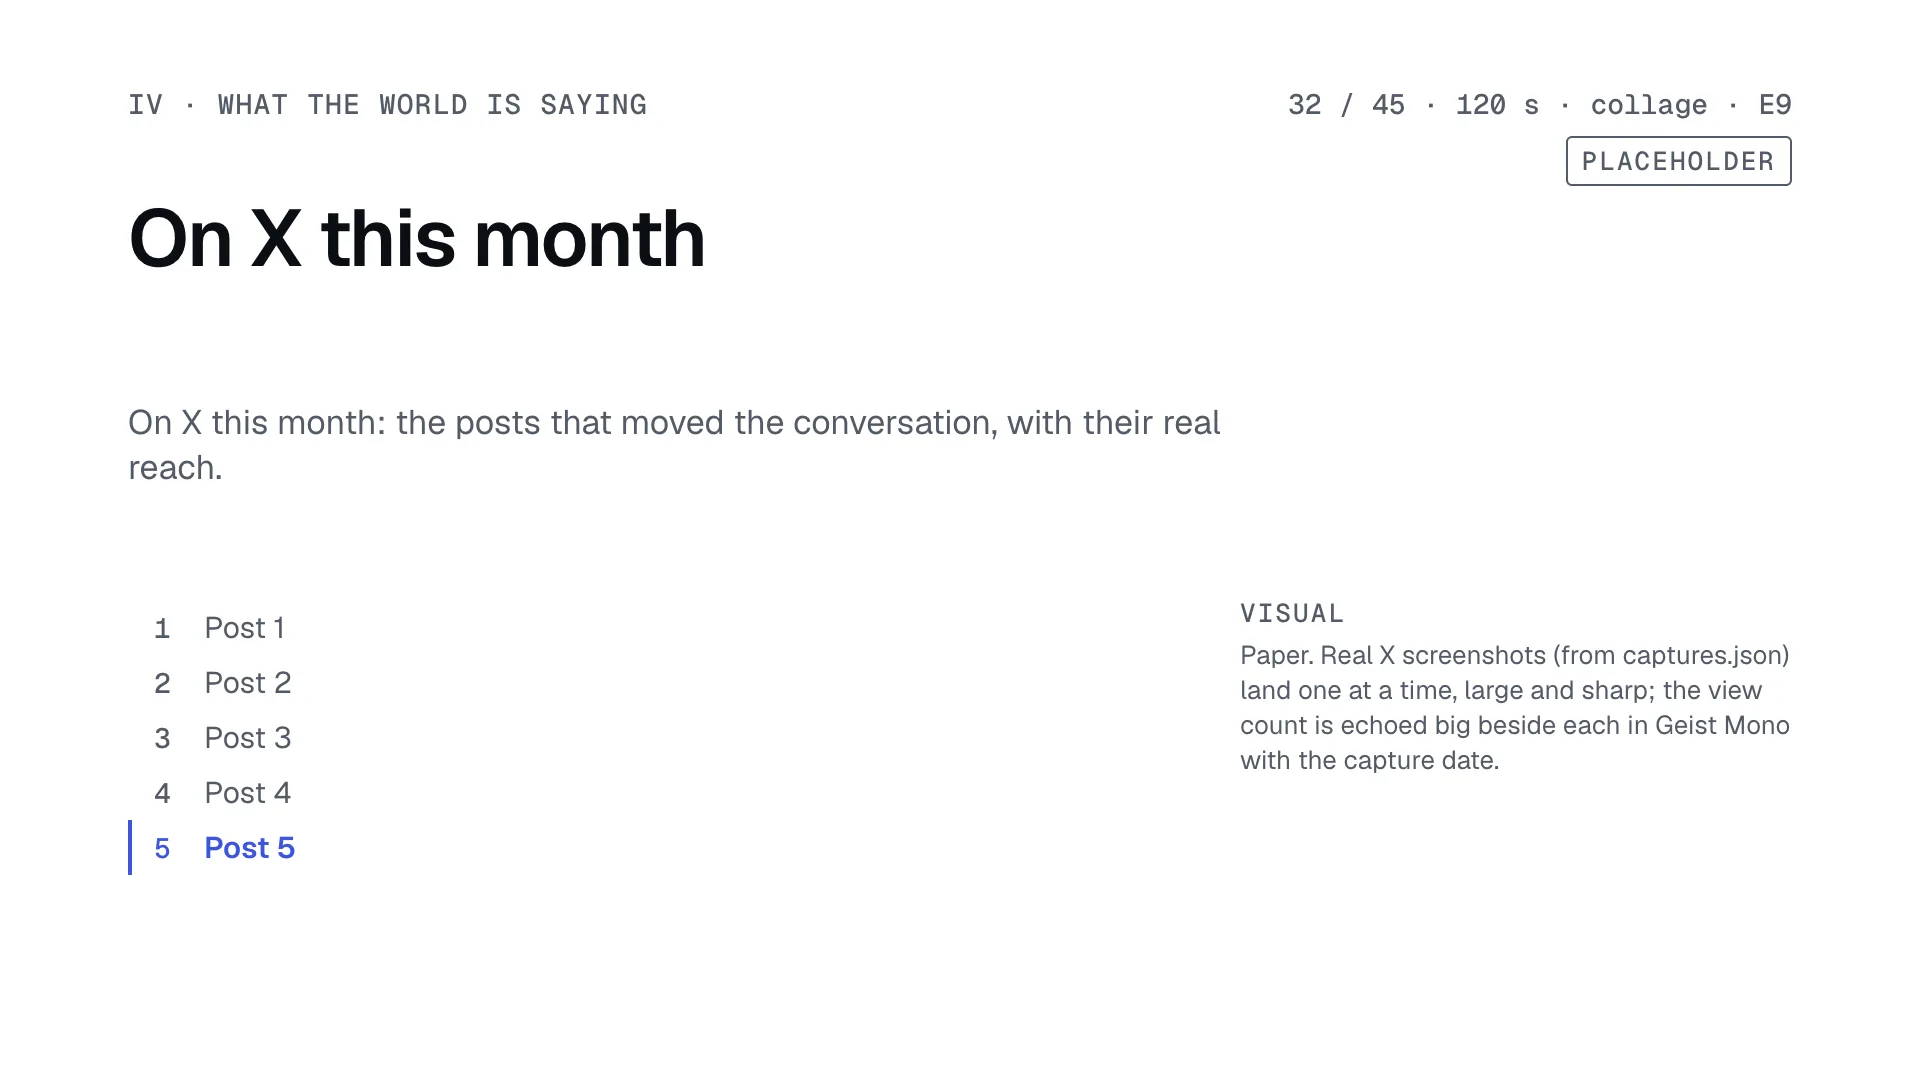 IV · WHAT THE WORLD IS SAYING
32 / 45 · 120 s · collage · E9
PLACEHOLDER
On X this month
On X this month: the posts that moved the conversation, with their real
reach.
1 Post 1
2 Post 2
3 Post 3
4 Post 4
5 Post 5
VISUAL
Paper. Real X screenshots (from captures.json)
land one at a time, large and sharp; the view
count is echoed big beside each in Geist Mono
with the capture date.